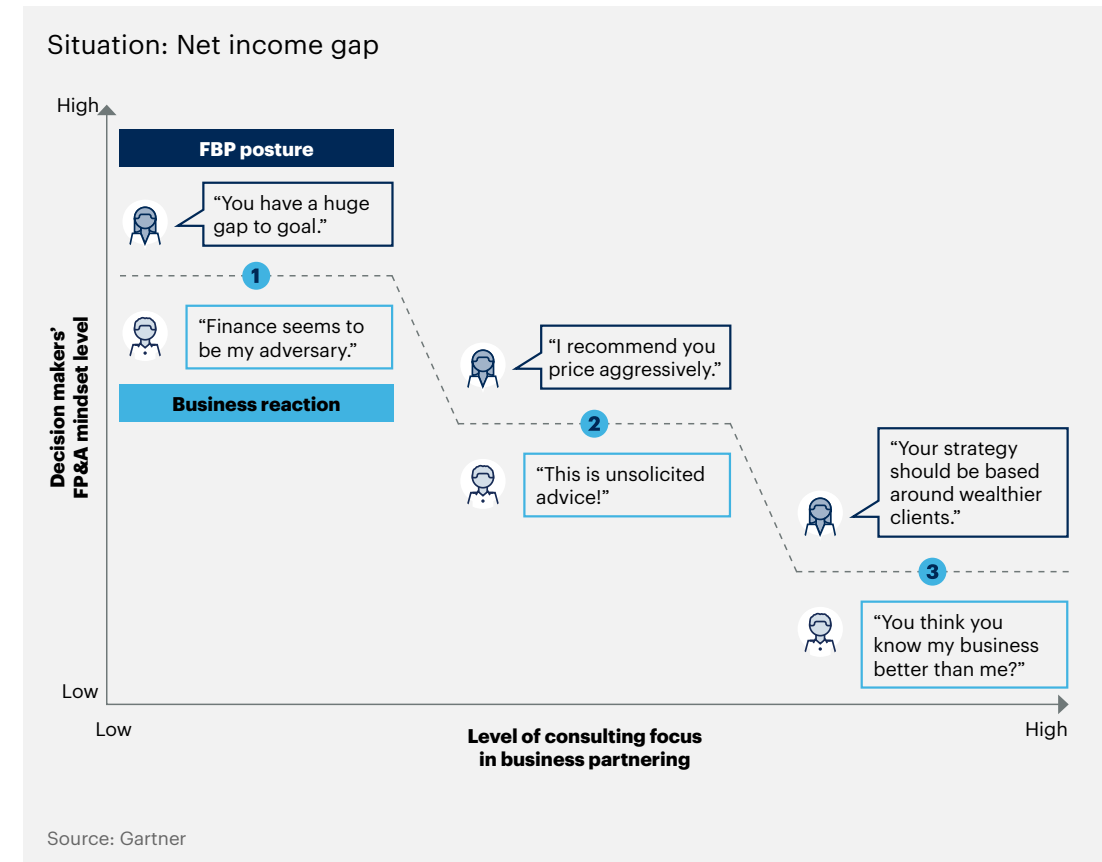 Situation: Net income gap
High
FBP posture
“You have a huge
gap to goal.”
1
“Finance seems to
be my adversary.”
Business reaction
“I recommend you
price aggressively.”
2
“This is unsolicited
advice!”
“Your strategy
should be based
around wealthier
clients.”
3
“You think you
know my business
better than me?”
Decision makers’
FP&A mindset level
Low
Low
High
Level of consulting focus
in business partnering
Source: Gartner